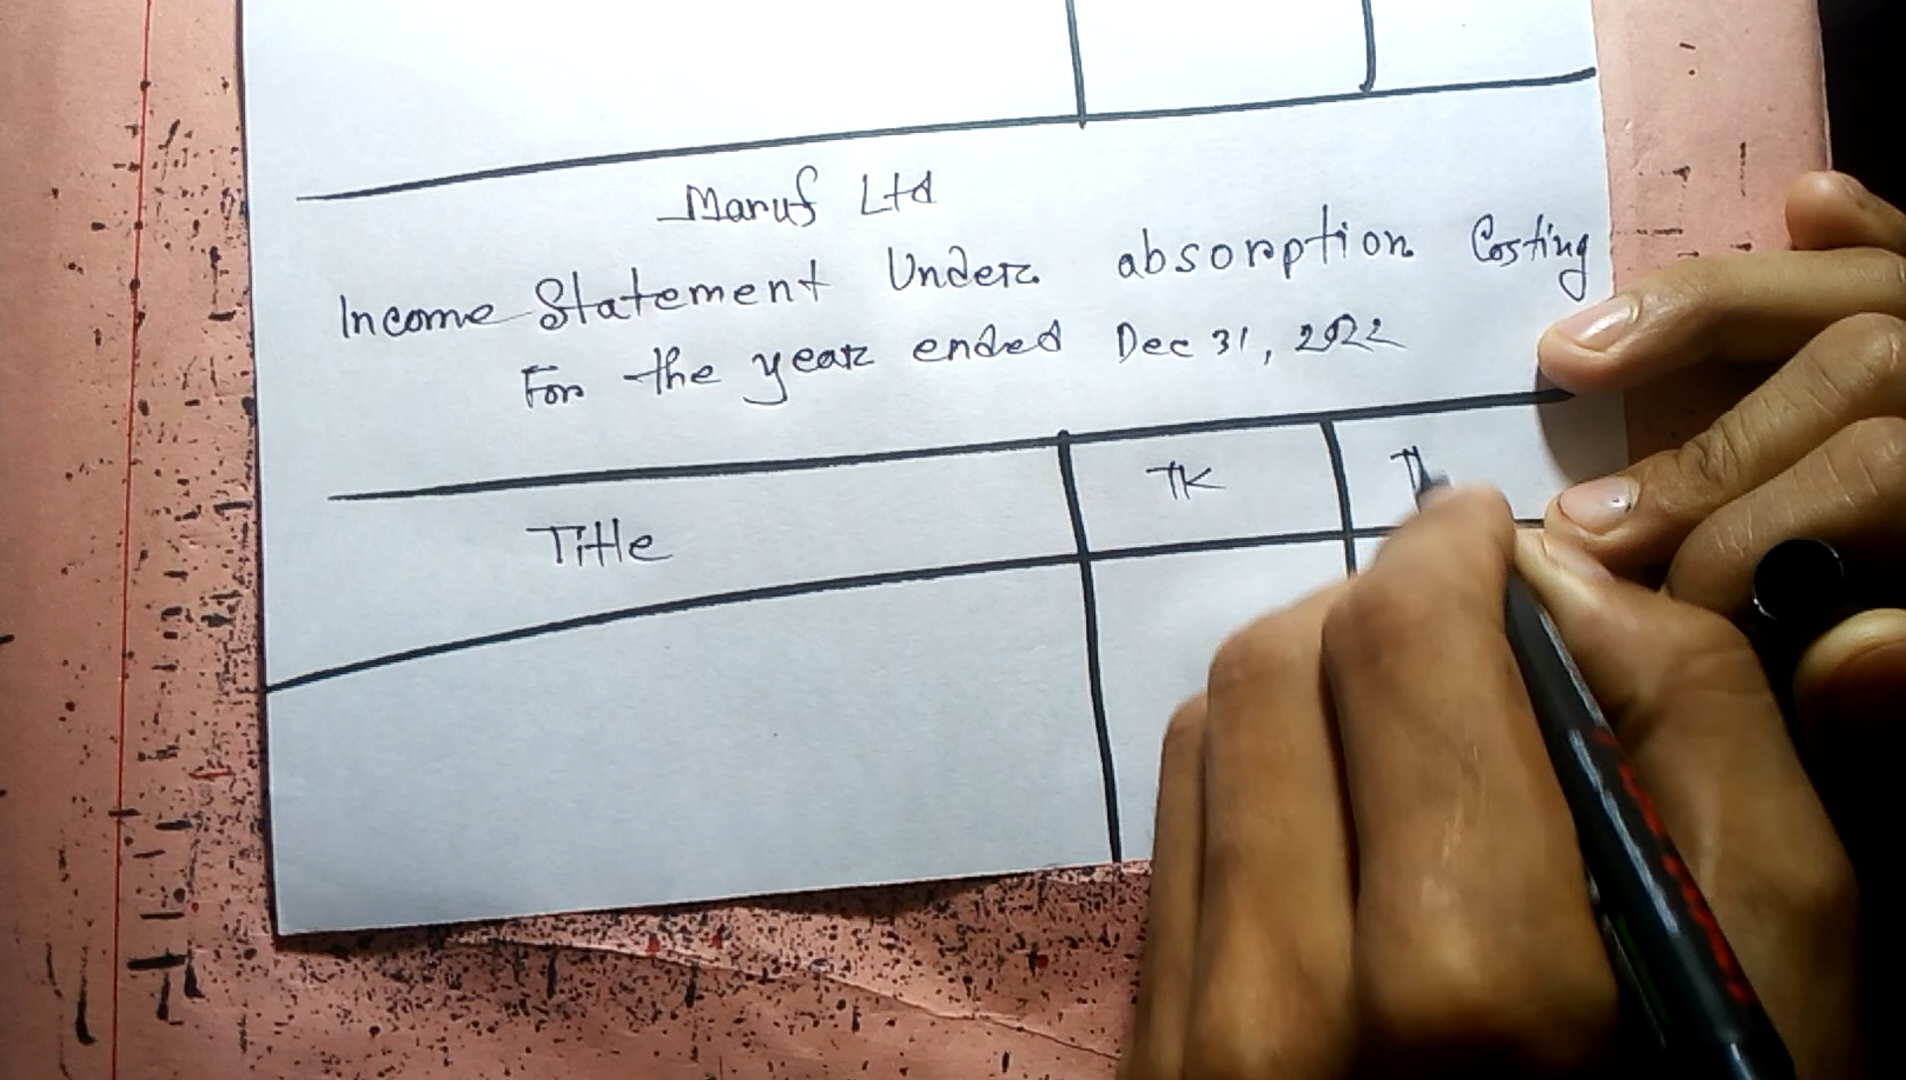 Maruf Ltd
Income Statement Under absorption Costing
For the year ended Dec 31, 2022
Title TK T